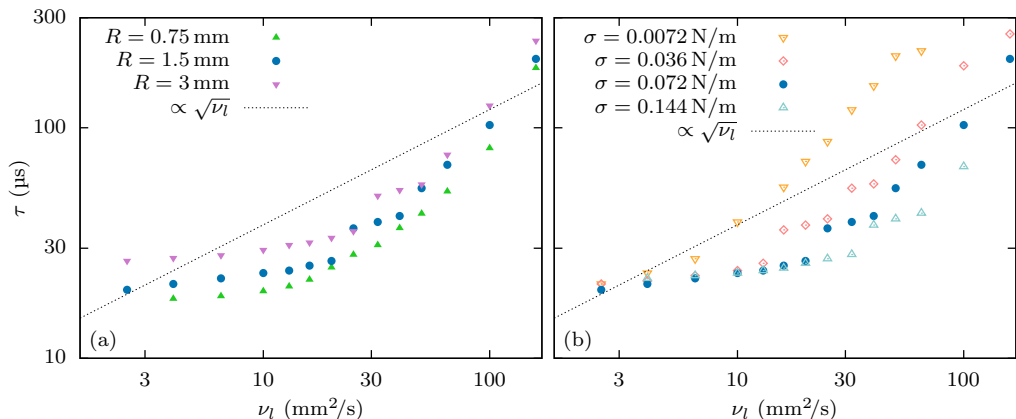 300
100
30
10
τ (µs)
R = 0.75 mm
R = 1.5 mm
R = 3 mm
∝ √ν_l
(a)
3 10 30 100
ν_l (mm²/s)
σ = 0.0072 N/m
σ = 0.036 N/m
σ = 0.072 N/m
σ = 0.144 N/m
∝ √ν_l
(b)
3 10 30 100
ν_l (mm²/s)